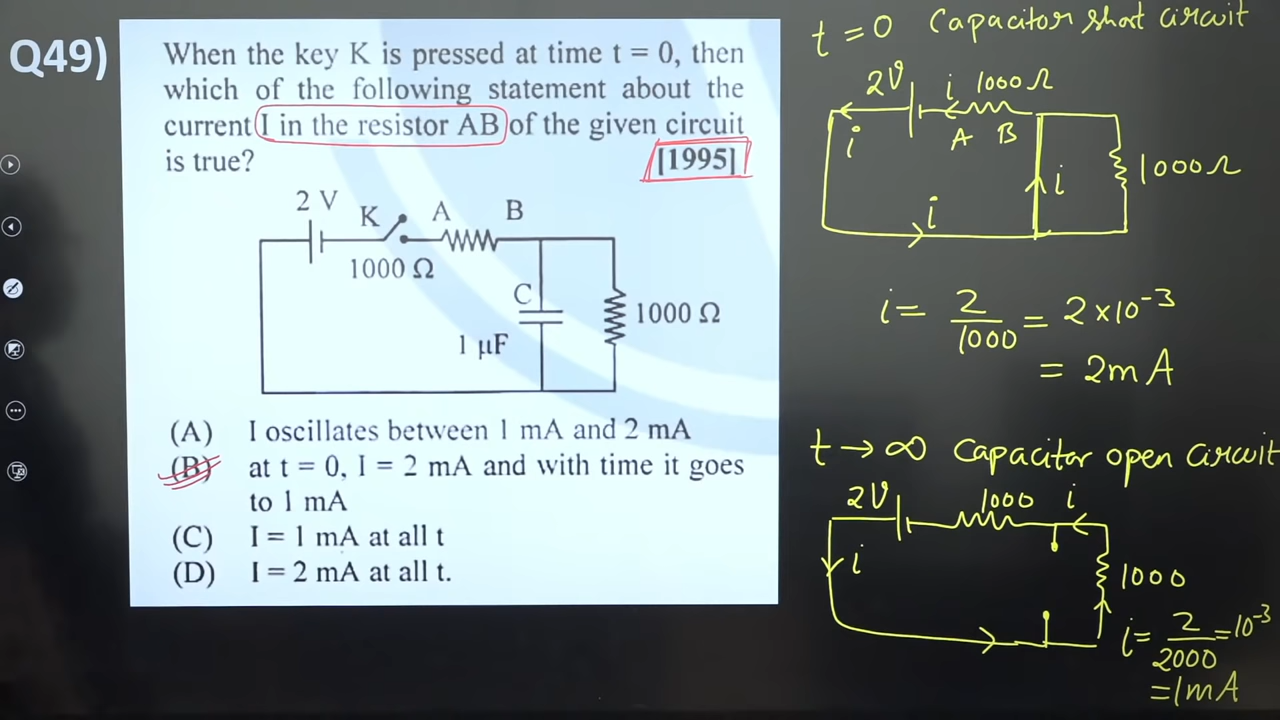 Q49)
When the key K is pressed at time t = 0, then
which of the following statement about the
current I in the resistor AB of the given circuit
is true?
[1995]
2 V
K
A
B
1000 Ω
C
1 μF
1000 Ω
(A) I oscillates between 1 mA and 2 mA
(B) at t = 0, I = 2 mA and with time it goes
to 1 mA
(C) I = 1 mA at all t
(D) I = 2 mA at all t.
t = 0 Capacitor short circuit
2V i 1000 Ω
A B
i
i
i
1000 Ω
i = 2/1000 = 2 × 10⁻³
= 2 m A
t → ∞ Capacitor open circuit
2V 1000 i
i
1000
i = 2/2000 = 10⁻³
= 1 m A